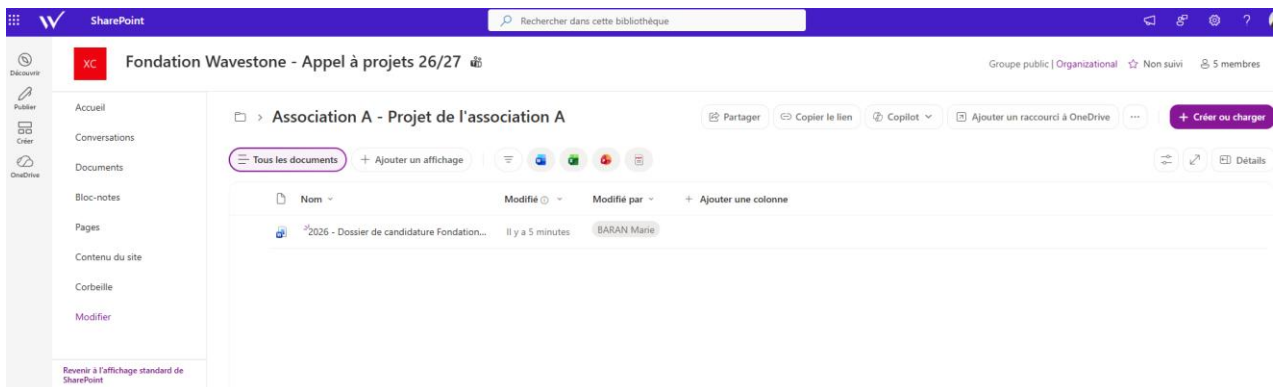 SharePoint
Rechercher dans cette bibliothèque
Découvrir
Publier
Créer
OneDrive
XC
Fondation Wavestone - Appel à projets 26/27
Groupe public | Organizational
Non suivi
5 membres
Accueil
Conversations
Documents
Bloc-notes
Pages
Contenu du site
Corbeille
Modifier
Revenir à l'affichage standard de
SharePoint
> Association A - Projet de l'association A
Partager
Copier le lien
Copilot
Ajouter un raccourci à OneDrive
...
+ Créer ou charger
Tous les documents
+ Ajouter un affichage
Détails
Nom
Modifié
Modifié par
+ Ajouter une colonne
2026 - Dossier de candidature Fondation...
Il y a 5 minutes
BARAN Marie